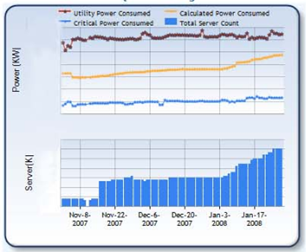 Utility Power Consumed Calculated Power Consumed
Critical Power Consumed Total Server Count
Power (KW)
Server(K)
Nov-8-2007 Nov-22-2007 Dec-6-2007 Dec-20-2007 Jan-3-2008 Jan-17-2008